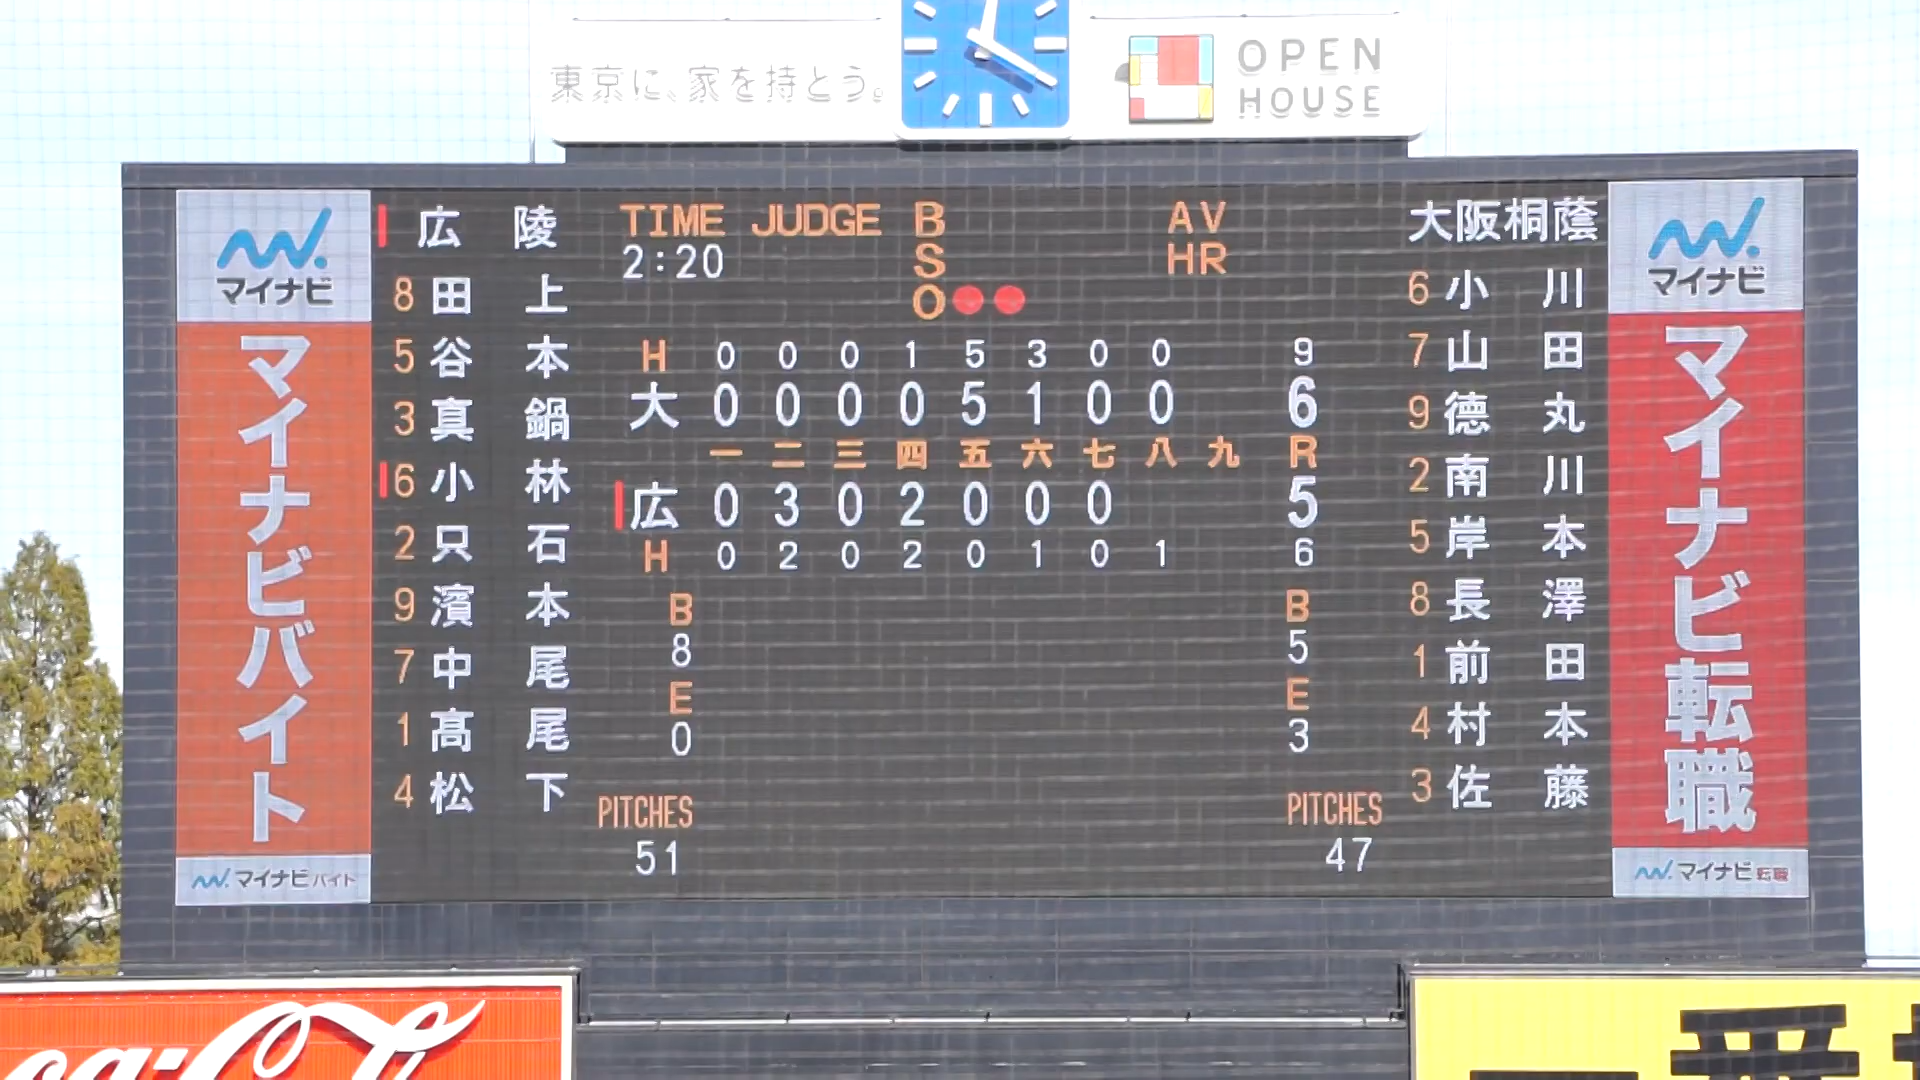 東京に、家を持とう。
OPEN
HOUSE
マイナビ
マイナビバイト
マイナビバイト
広陵
8 田上
5 谷本
3 真鍋
6 小林
2 只石
9 濱本
7 中尾
1 髙尾
4 松下
TIME JUDGE
2:20
B
S
O
AV
HR
H 0 0 0 1 5 3 0 0 9
大 0 0 0 0 5 1 0 0 6
一 二 三 四 五 六 七 八 九 R
広 0 3 0 2 0 0 0 5
H 0 2 0 2 0 1 0 1 6
B
8
E
0
PITCHES
51
B
5
E
3
PITCHES
47
大阪桐蔭
6 小川
7 山田
9 徳丸
2 南川
5 岸本
8 長澤
1 前田
4 村本
3 佐藤
マイナビ
マイナビ転職
マイナビ転職